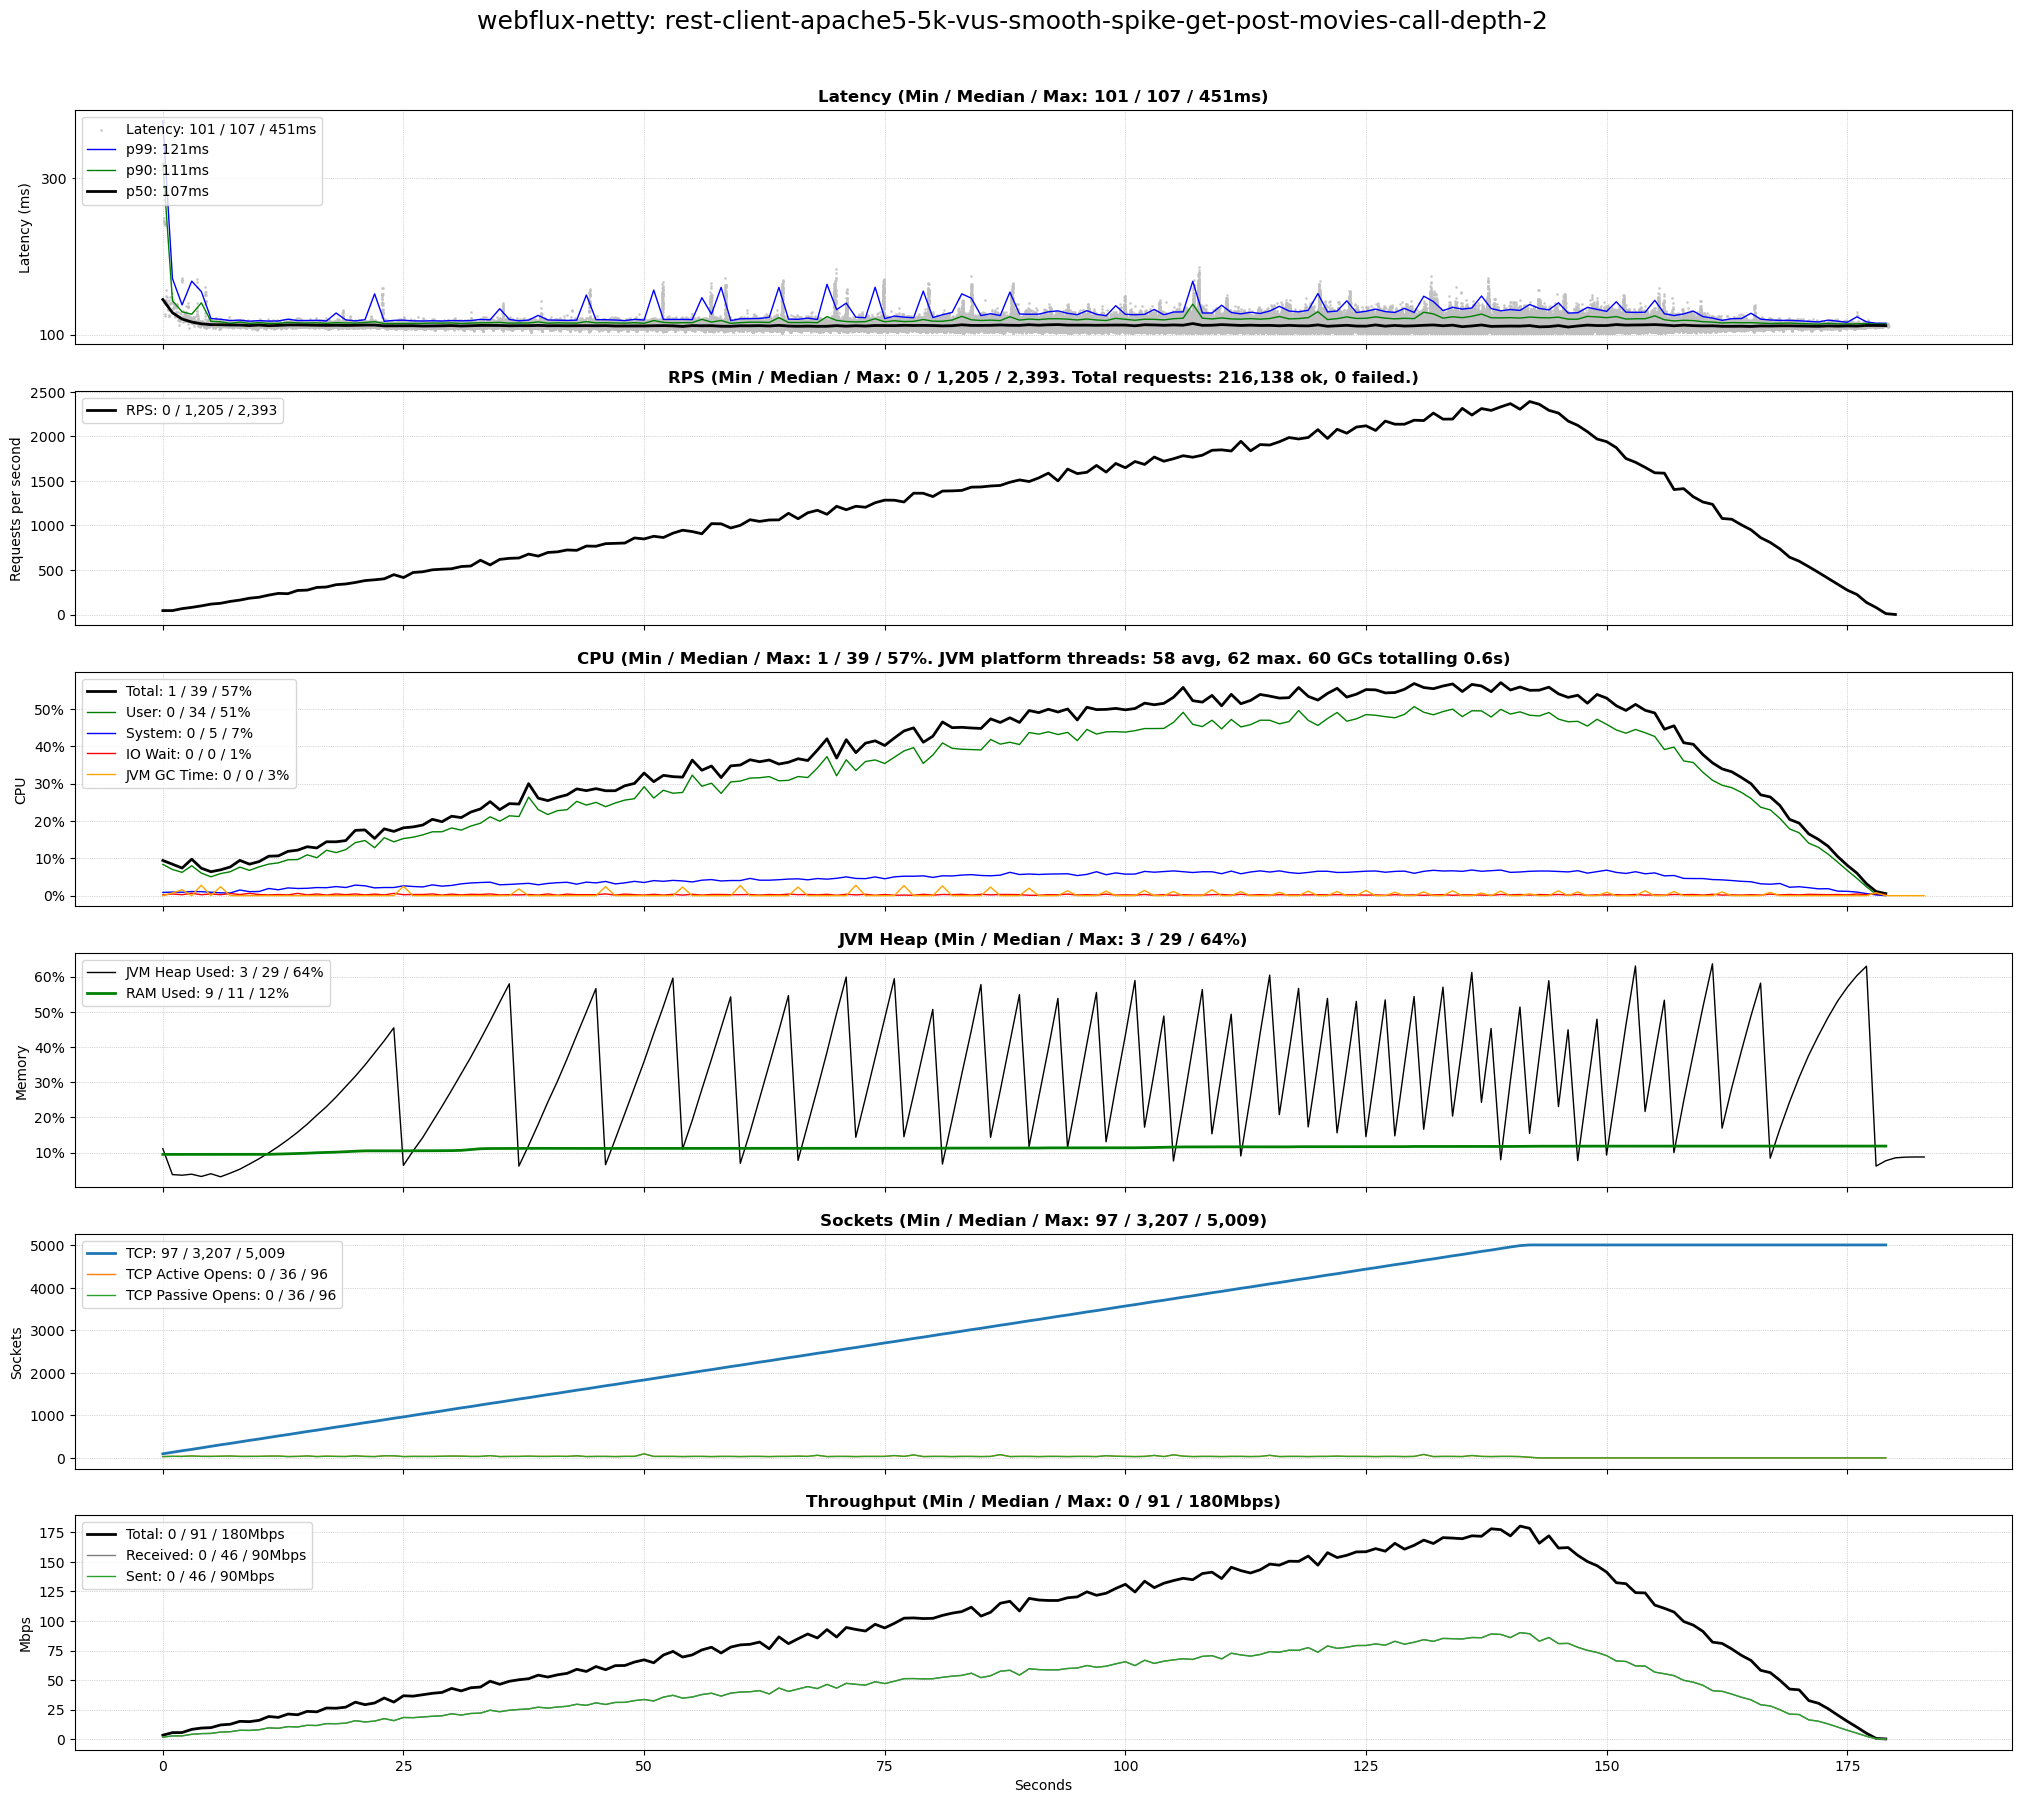 webflux-netty: rest-client-apache5-5k-vus-smooth-spike-get-post-movies-call-depth-2
Latency (Min / Median / Max: 101 / 107 / 451ms)
Latency: 101 / 107 / 451ms
p99: 121ms
p90: 111ms
p50: 107ms
300
100
Latency (ms)
RPS (Min / Median / Max: 0 / 1,205 / 2,393. Total requests: 216,138 ok, 0 failed.)
RPS: 0 / 1,205 / 2,393
2500
2000
1500
1000
500
0
Requests per second
CPU (Min / Median / Max: 1 / 39 / 57%. JVM platform threads: 58 avg, 62 max. 60 GCs totalling 0.6s)
Total: 1 / 39 / 57%
User: 0 / 34 / 51%
System: 0 / 5 / 7%
IO Wait: 0 / 0 / 1%
JVM GC Time: 0 / 0 / 3%
50%
40%
30%
20%
10%
0%
CPU
JVM Heap (Min / Median / Max: 3 / 29 / 64%)
JVM Heap Used: 3 / 29 / 64%
RAM Used: 9 / 11 / 12%
60%
50%
40%
30%
20%
10%
Memory
Sockets (Min / Median / Max: 97 / 3,207 / 5,009)
TCP: 97 / 3,207 / 5,009
TCP Active Opens: 0 / 36 / 96
TCP Passive Opens: 0 / 36 / 96
5000
4000
3000
2000
1000
0
Sockets
Throughput (Min / Median / Max: 0 / 91 / 180Mbps)
Total: 0 / 91 / 180Mbps
Received: 0 / 46 / 90Mbps
Sent: 0 / 46 / 90Mbps
175
150
125
100
75
50
25
0
Mbps
0 25 50 75 100 125 150 175
Seconds